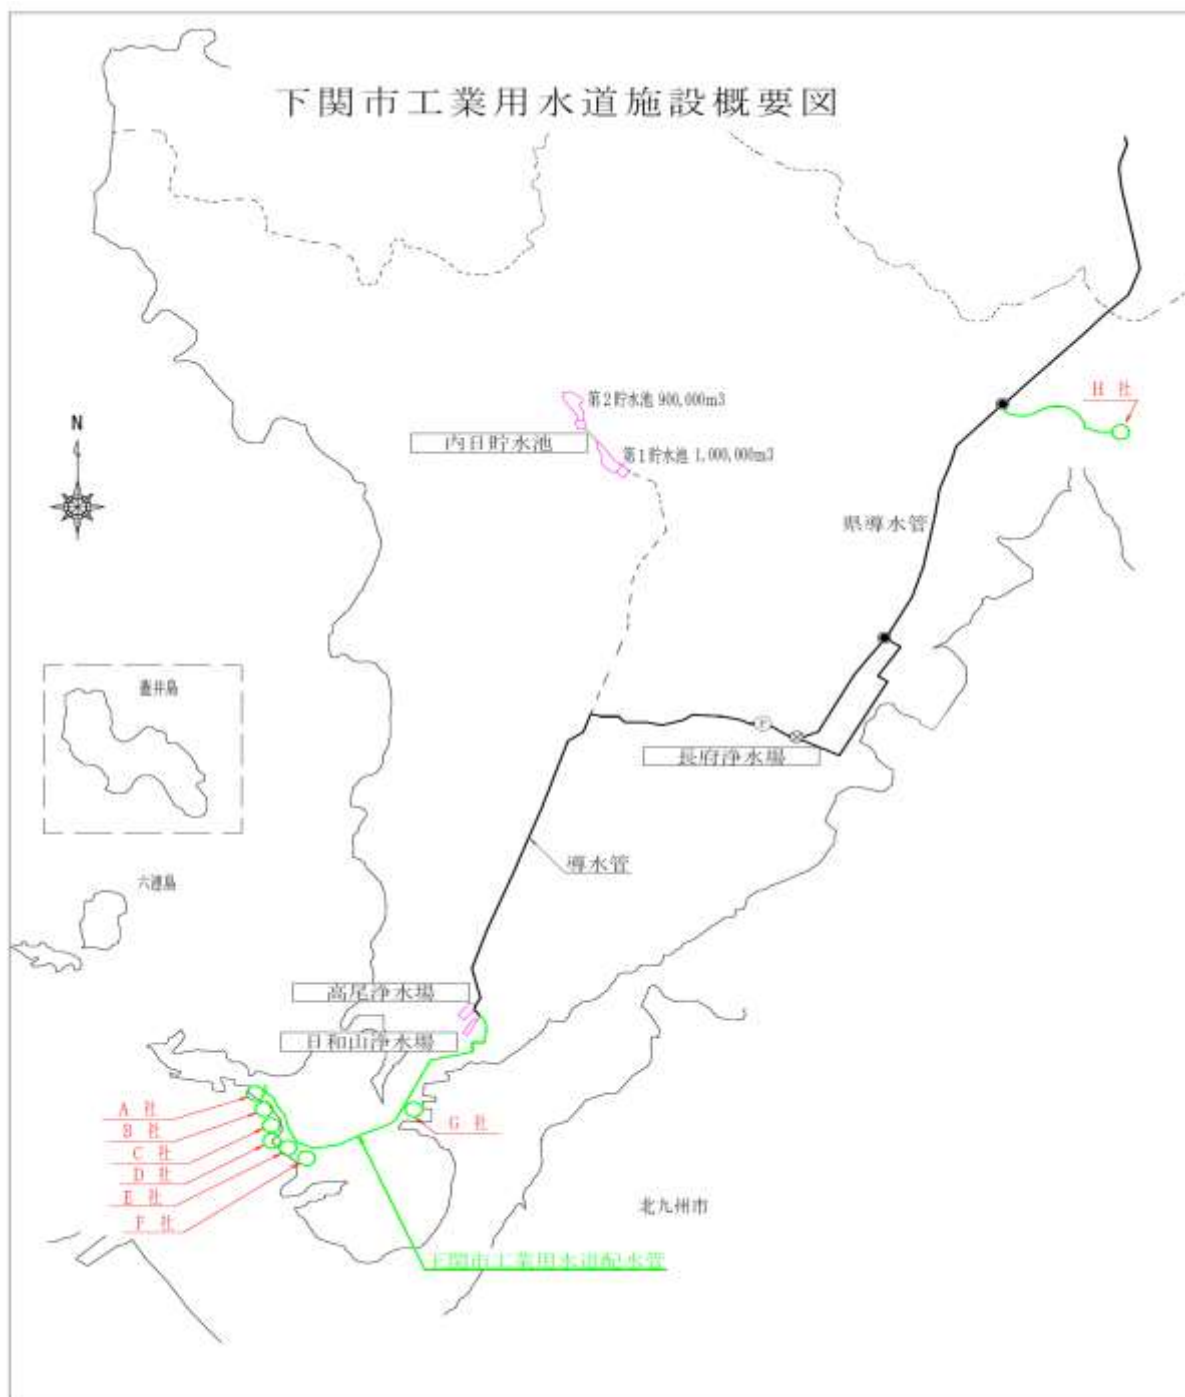 下関市工業用水道施設概要図
H 社
第2貯水池 900,000m3
内日貯水池
第1貯水池 1,000,000m3
N
県導水管
蓋井島
長府浄水場
導水管
六連島
高尾浄水場
日和山浄水場
A 社
B 社
C 社
D 社
E 社
F 社
G 社
北九州市
下関市工業用水道配水管
P